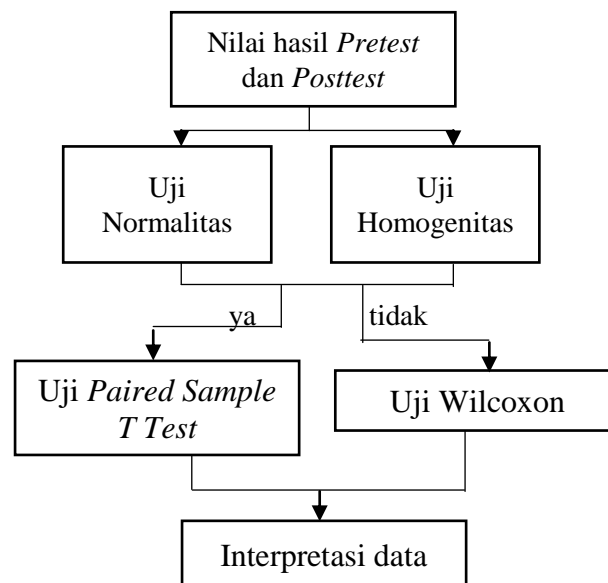 Nilai hasil Pretest
dan Posttest
Uji
Normalitas
Uji
Homogenitas
ya
tidak
Uji Paired Sample
T Test
Uji Wilcoxon
Interpretasi data